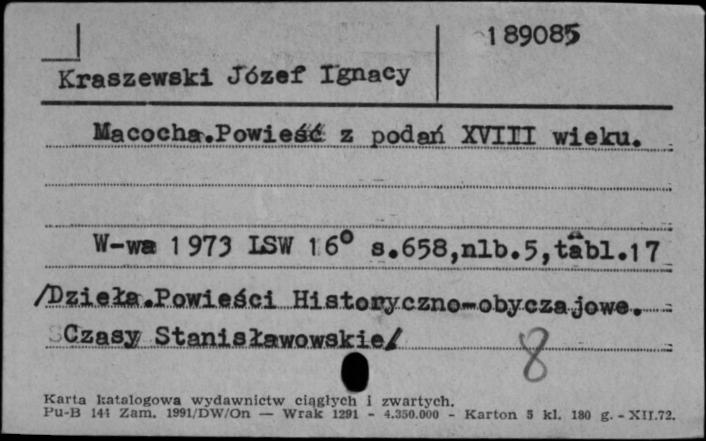 189085
Kraszewski Józef Ignacy
Macocha.Powieść z podań XVIII wieku.
W-wa 1973 LSW 16° s.658,nlb.5,tabl.17
/Dzieła.Powieści Historyczno-obyczajowe.
Czasy Stanisławowskie/
8
Karta katalogowa wydawnictw ciągłych i zwartych.
Pu-B 141 Zam. 1991/DW/On — Wrak 1291 - 4.350.000 - Karton 5 kl. 180 g. - XII.72.